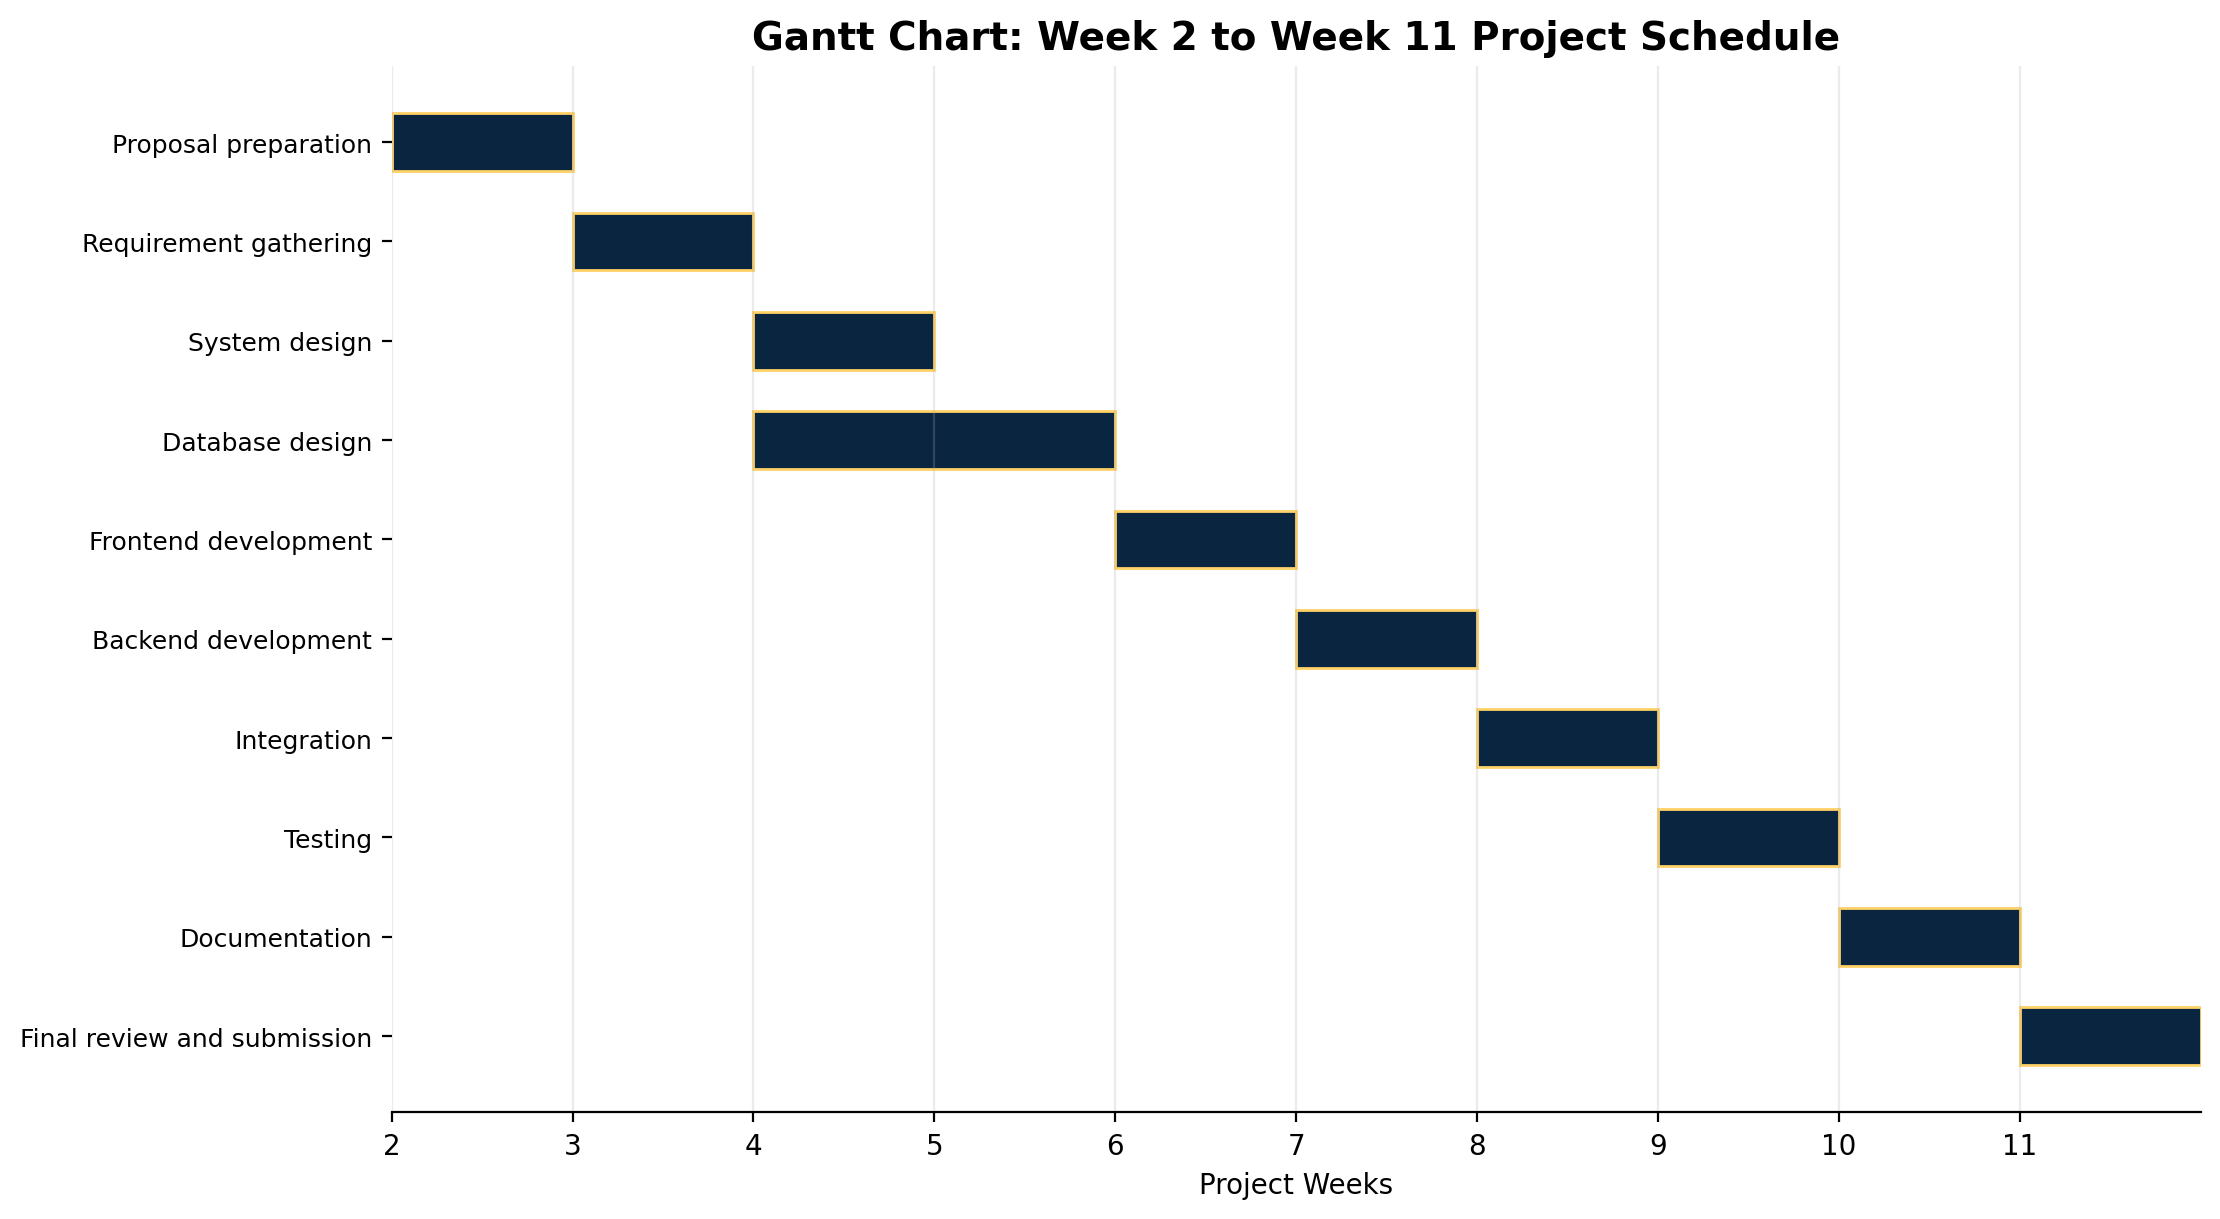 Gantt Chart: Week 2 to Week 11 Project Schedule
Proposal preparation
Requirement gathering
System design
Database design
Frontend development
Backend development
Integration
Testing
Documentation
Final review and submission
2 3 4 5 6 7 8 9 10 11
Project Weeks